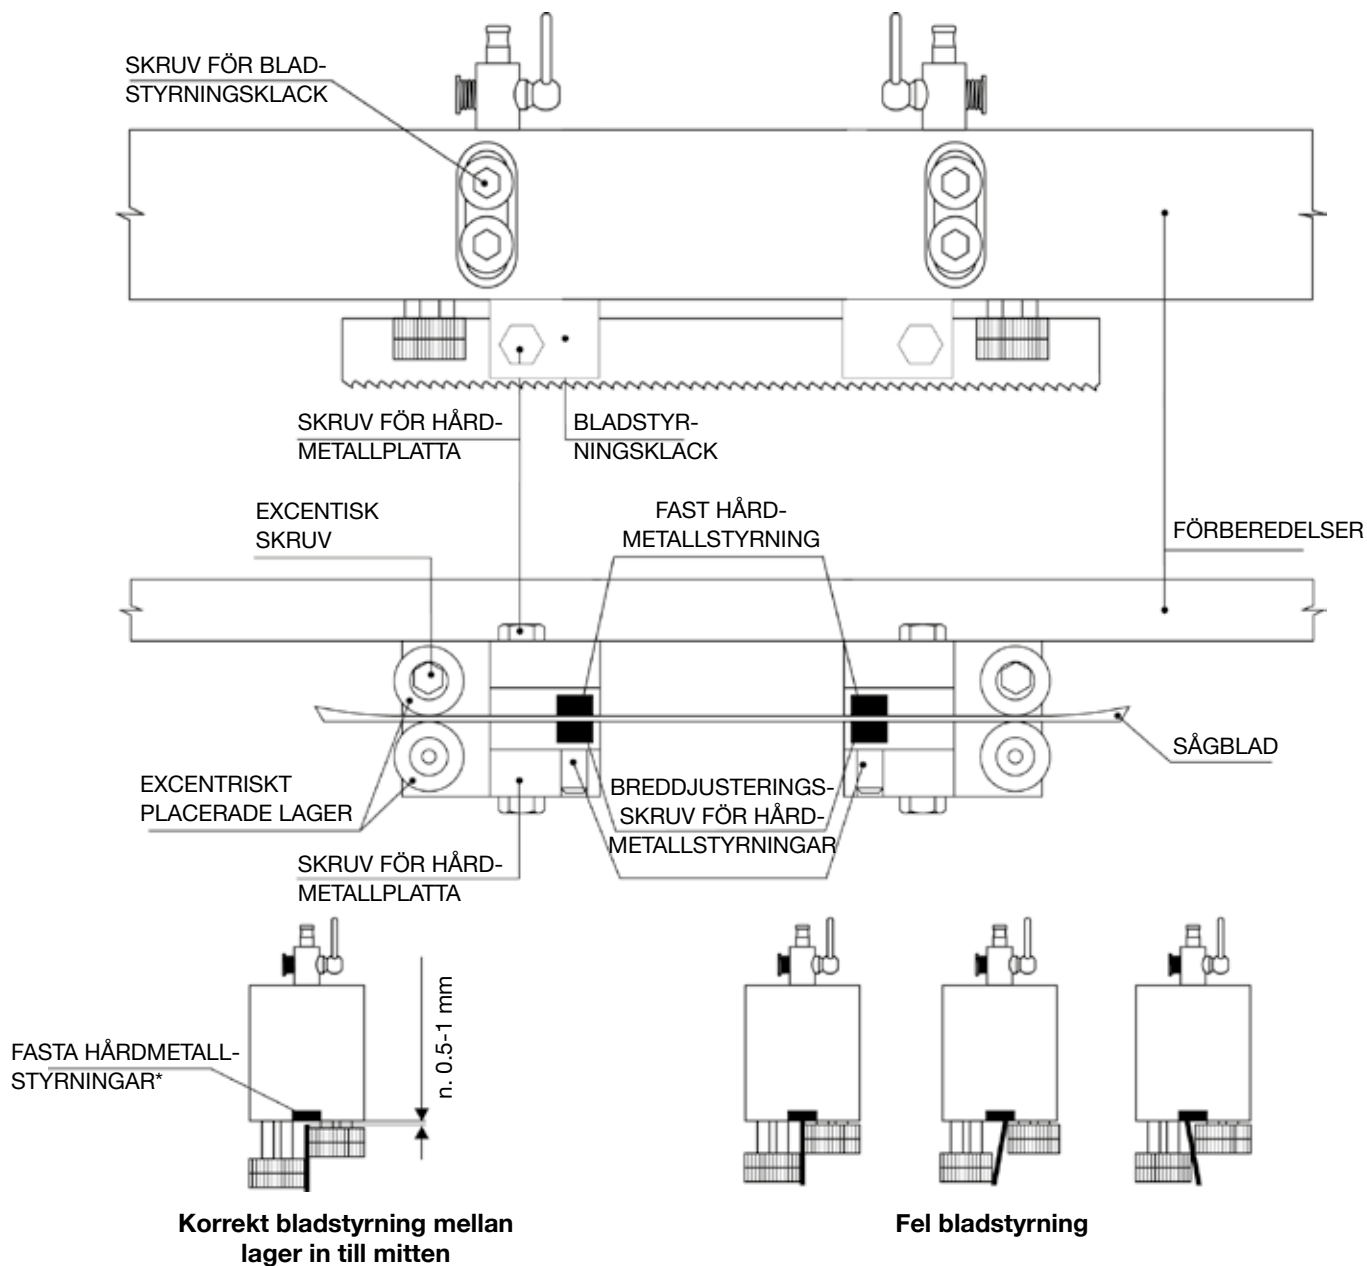 SKRUV FÖR BLAD-
STYRNINGSKLACK
SKRUV FÖR HÅRD-
METALLPLATTA
BLADSTYR-
NINGSKLACK
EXCENTISK
SKRUV
FAST HÅRD-
METALLSTYRNING
FÖRBEREDELSER
SÅGBLAD
EXCENTRISKT
PLACERADE LAGER
BREDDJUSTERINGS-
SKRUV FÖR HÅRD-
METALLSTYRNINGAR
SKRUV FÖR HÅRD-
METALLPLATTA
n. 0.5-1 mm
FASTA HÅRDMETALL-
STYRNINGAR*
Korrekt bladstyrning mellan
lager in till mitten
Fel bladstyrning